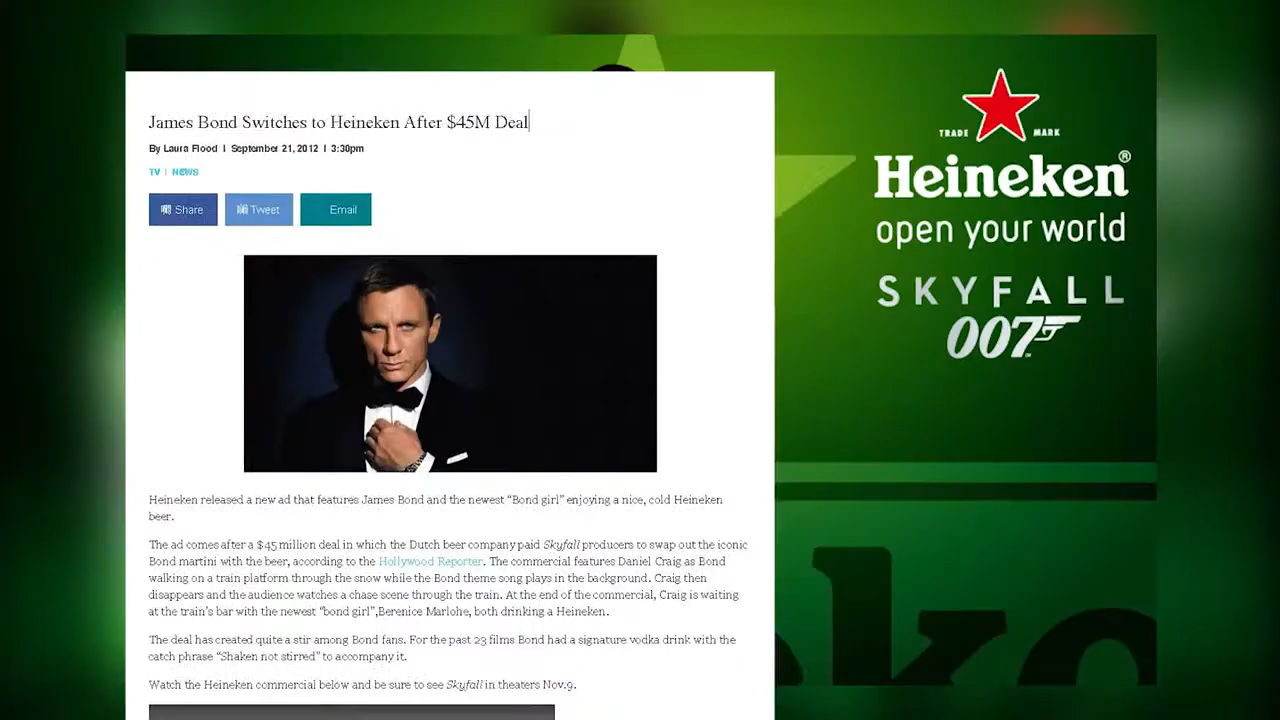 James Bond Switches to Heineken After $45M Deal
By Laura Flood | September 21, 2012 | 3:30pm
TV | NEWS
Share Tweet Email
Heineken released a new ad that features James Bond and the newest “Bond girl” enjoying a nice, cold Heineken
beer.
The ad comes after a $45 million deal in which the Dutch beer company paid Skyfall producers to swap out the iconic
Bond martini with the beer, according to the Hollywood Reporter. The commercial features Daniel Craig as Bond
walking on a train platform through the snow while the Bond theme song plays in the background. Craig then
disappears and the audience watches a chase scene through the train. At the end of the commercial, Craig is waiting
at the train’s bar with the newest “bond girl”,Berenice Marlohe, both drinking a Heineken.
The deal has created quite a stir among Bond fans. For the past 23 films Bond had a signature vodka drink with the
catch phrase “Shaken not stirred” to accompany it.
Watch the Heineken commercial below and be sure to see Skyfall in theaters Nov.9.
TRADE MARK
Heineken®
open your world
SKYFALL
007